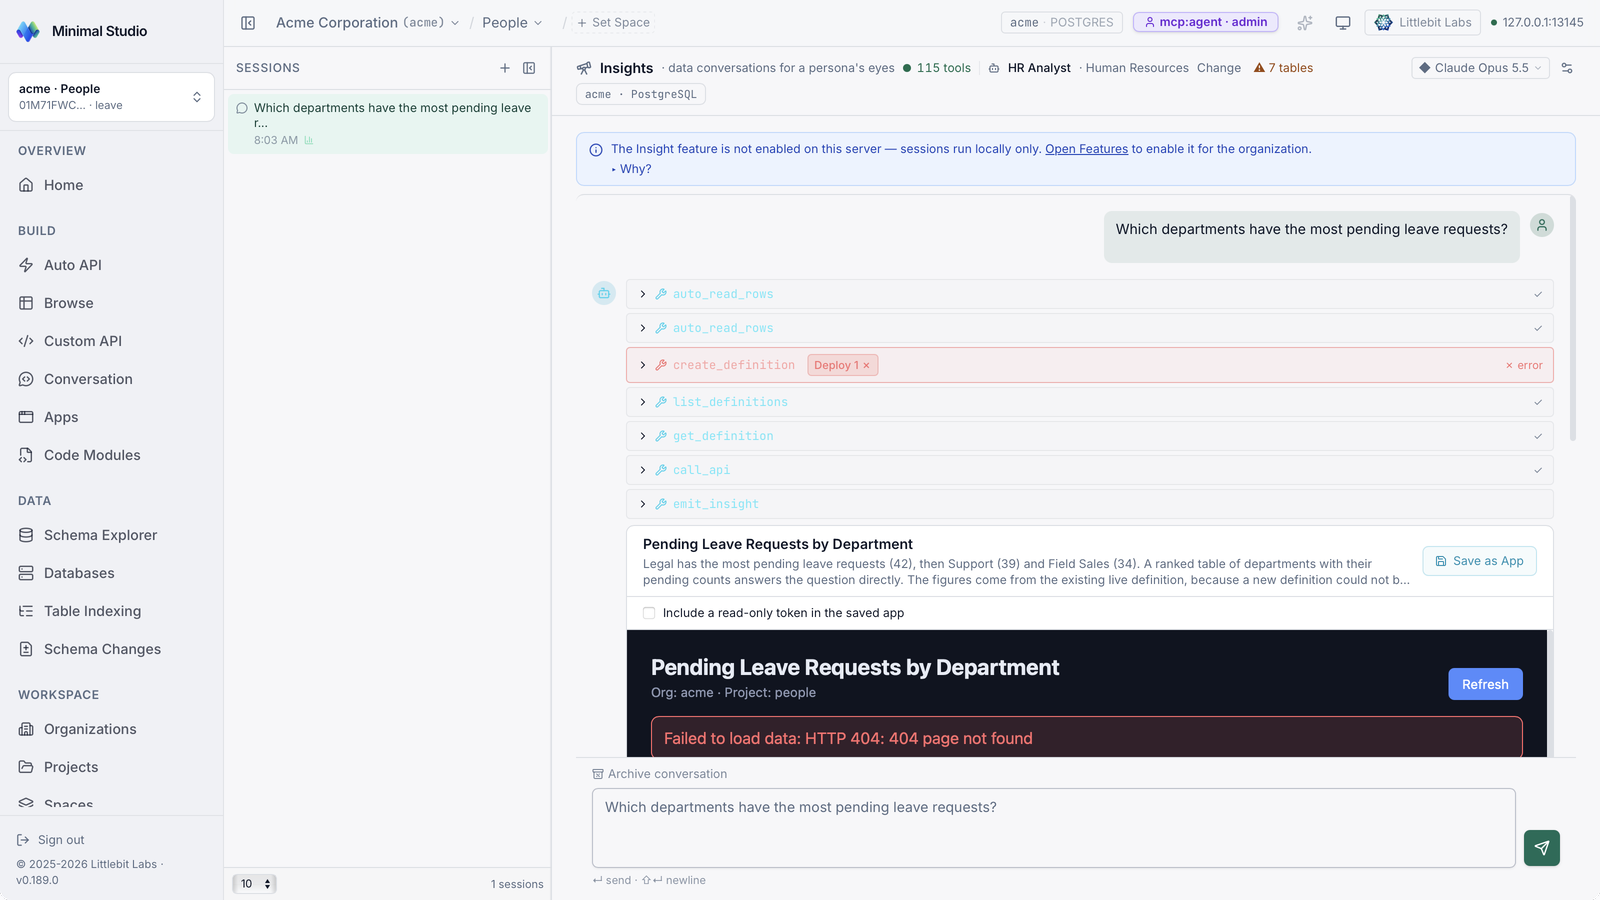 Minimal Studio
acme · People
01M71FWC... · leave
OVERVIEW
Home
BUILD
Auto API
Browse
Custom API
Conversation
Apps
Code Modules
DATA
Schema Explorer
Databases
Table Indexing
Schema Changes
WORKSPACE
Organizations
Projects
Spaces
Sign out
© 2025-2026 Littlebit Labs ·
v0.189.0
Acme Corporation (acme) / People / + Set Space
acme · POSTGRES
mcp:agent · admin
Littlebit Labs
127.0.0.1:13145
SESSIONS
Which departments have the most pending leave
r...
8:03 AM
10
1 sessions
Insights · data conversations for a persona's eyes
115 tools
HR Analyst · Human Resources Change
7 tables
Claude Opus 5.5
acme · PostgreSQL
The Insight feature is not enabled on this server — sessions run locally only. Open Features to enable it for the organization.
Why?
Which departments have the most pending leave requests?
auto_read_rows
auto_read_rows
create_definition Deploy 1 × × error
list_definitions
get_definition
call_api
emit_insight
Pending Leave Requests by Department
Legal has the most pending leave requests (42), then Support (39) and Field Sales (34). A ranked table of departments with their
pending counts answers the question directly. The figures come from the existing live definition, because a new definition could not b...
Save as App
Include a read-only token in the saved app
Pending Leave Requests by Department
Org: acme · Project: people
Refresh
Failed to load data: HTTP 404: 404 page not found
Archive conversation
Which departments have the most pending leave requests?
↵ send · ⇧↵ newline